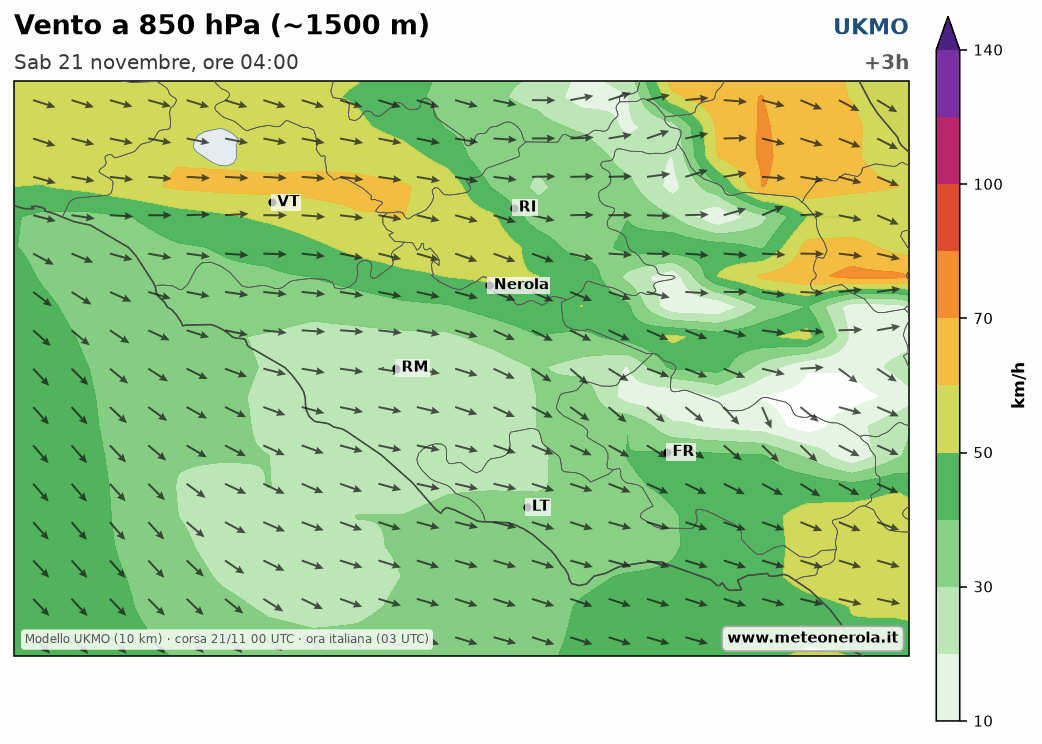 Vento a 850 hPa (~1500 m)
UKMO
Sab 21 novembre, ore 04:00
+3h
140
100
70
50
30
10
km/h
VT
RI
Nerola
RM
FR
LT
Modello UKMO (10 km) · corsa 21/11 00 UTC · ora italiana (03 UTC)
www.meteonerola.it